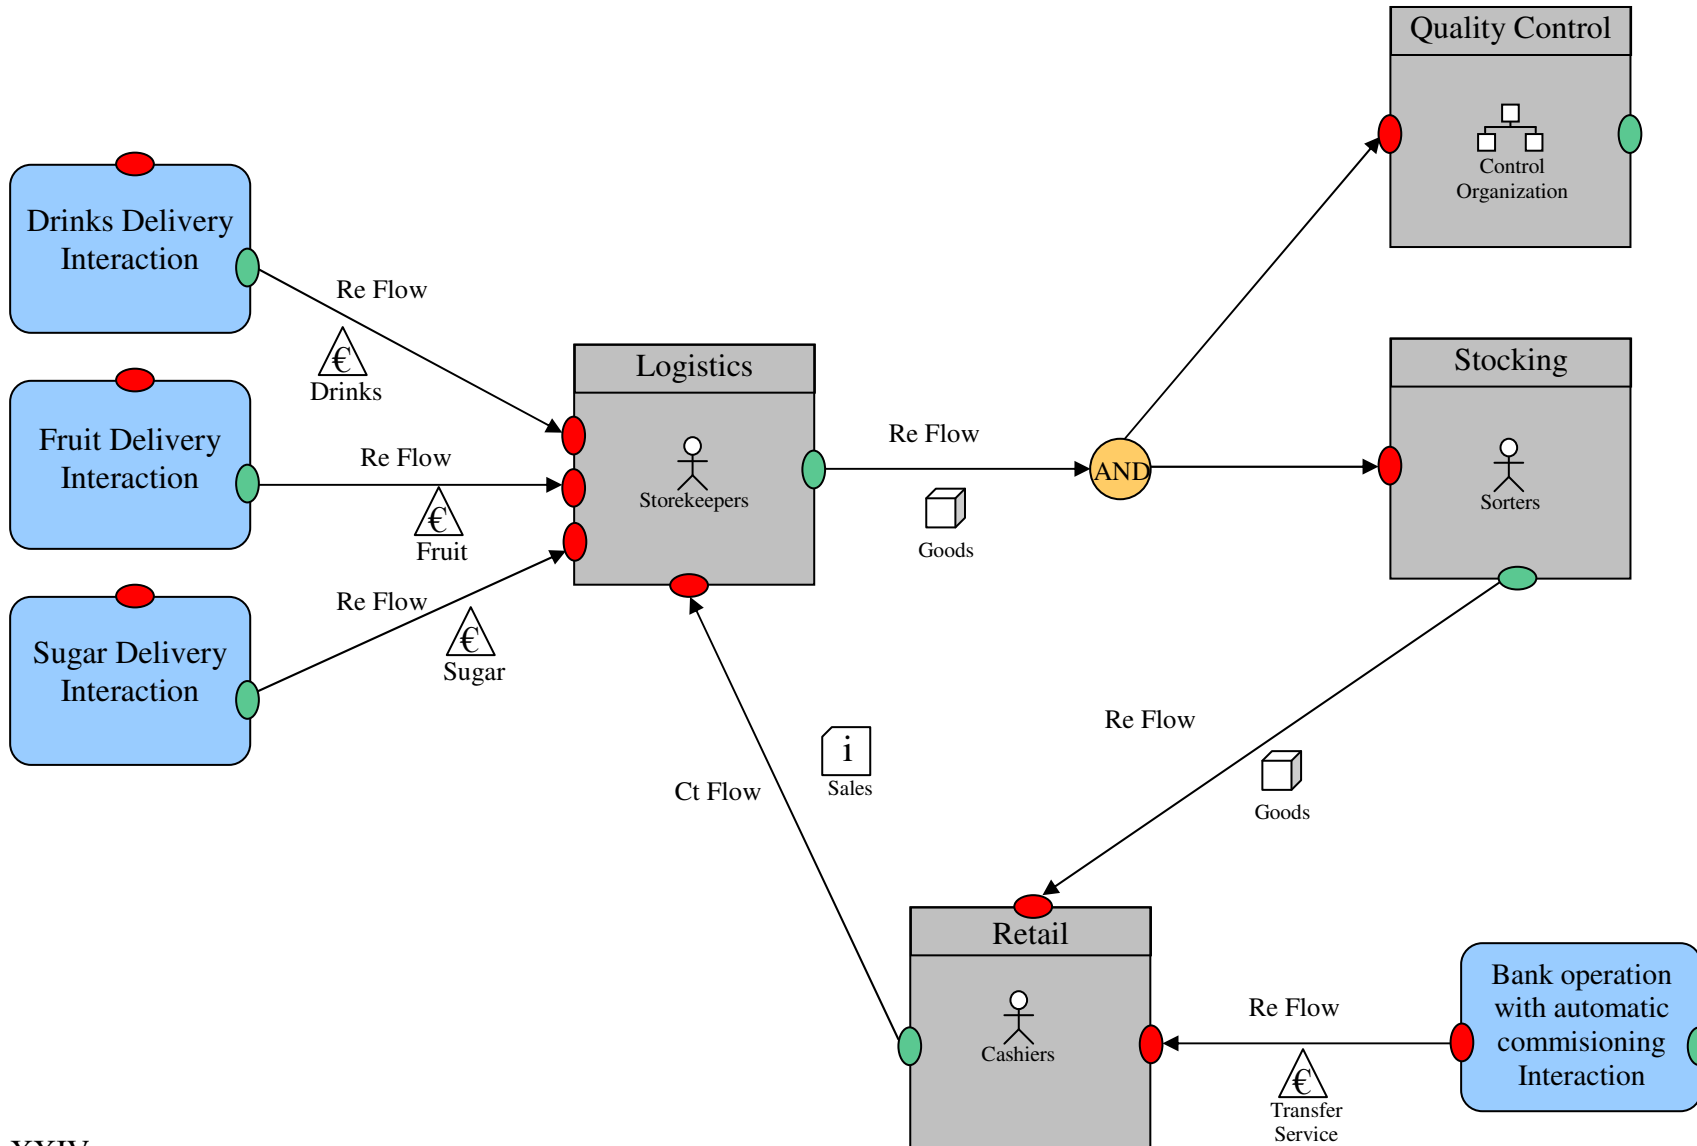 Quality Control
Control
Organization
Drinks Delivery
Interaction
Re Flow
€
Drinks
Logistics
Storekeepers
Stocking
Sorters
Fruit Delivery
Interaction
Re Flow
€
Fruit
Re Flow
AND
Goods
Sugar Delivery
Interaction
Re Flow
€
Sugar
Re Flow
Goods
i
Sales
Ct Flow
Retail
Cashiers
Re Flow
€
Transfer
Service
Bank operation
with automatic
commisioning
Interaction
XXIV